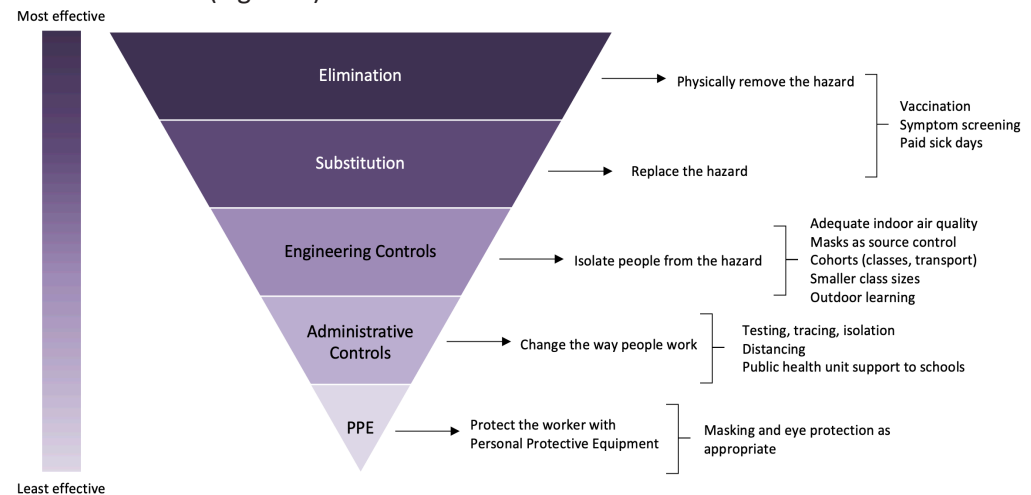 Most effective
Elimination
Physically remove the hazard
Vaccination
Symptom screening
Paid sick days
Substitution
Replace the hazard
Engineering Controls
Isolate people from the hazard
Adequate indoor air quality
Masks as source control
Cohorts (classes, transport)
Smaller class sizes
Outdoor learning
Administrative
Controls
Change the way people work
Testing, tracing, isolation
Distancing
Public health unit support to schools
PPE
Protect the worker with
Personal Protective Equipment
Masking and eye protection as
appropriate
Least effective